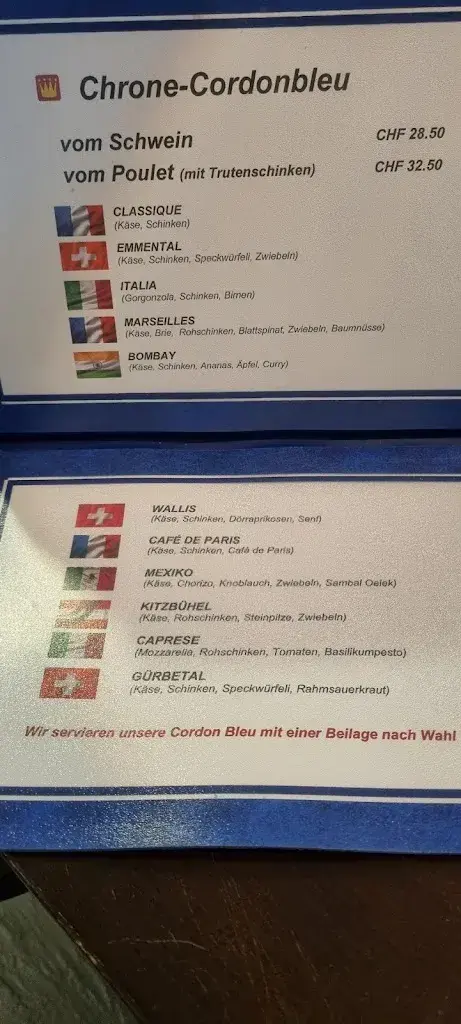 Chrone-Cordonbleu
vom Schwein CHF 28.50
vom Poulet (mit Trutenschinken) CHF 32.50
CLASSIQUE
(Käse, Schinken)
EMMENTAL
(Käse, Schinken, Speckwürfeli, Zwiebeln)
ITALIA
(Gorgonzola, Schinken, Birnen)
MARSEILLES
(Käse, Brie, Rohschinken, Blattspinat, Zwiebeln, Baumnüsse)
BOMBAY
(Käse, Schinken, Ananas, Äpfel, Curry)
WALLIS
(Käse, Schinken, Dörraprikosen, Senf)
CAFÉ DE PARIS
(Käse, Schinken, Café de Paris)
MEXIKO
(Käse, Chorizo, Knoblauch, Zwiebeln, Sambal Oelek)
KITZBÜHEL
(Käse, Rohschinken, Steinpilze, Zwiebeln)
CAPRESE
(Mozzarella, Rohschinken, Tomaten, Basilikumpesto)
GÜRBETAL
(Käse, Schinken, Speckwürfeli, Rahmsauerkraut)
Wir servieren unsere Cordon Bleu mit einer Beilage nach Wahl